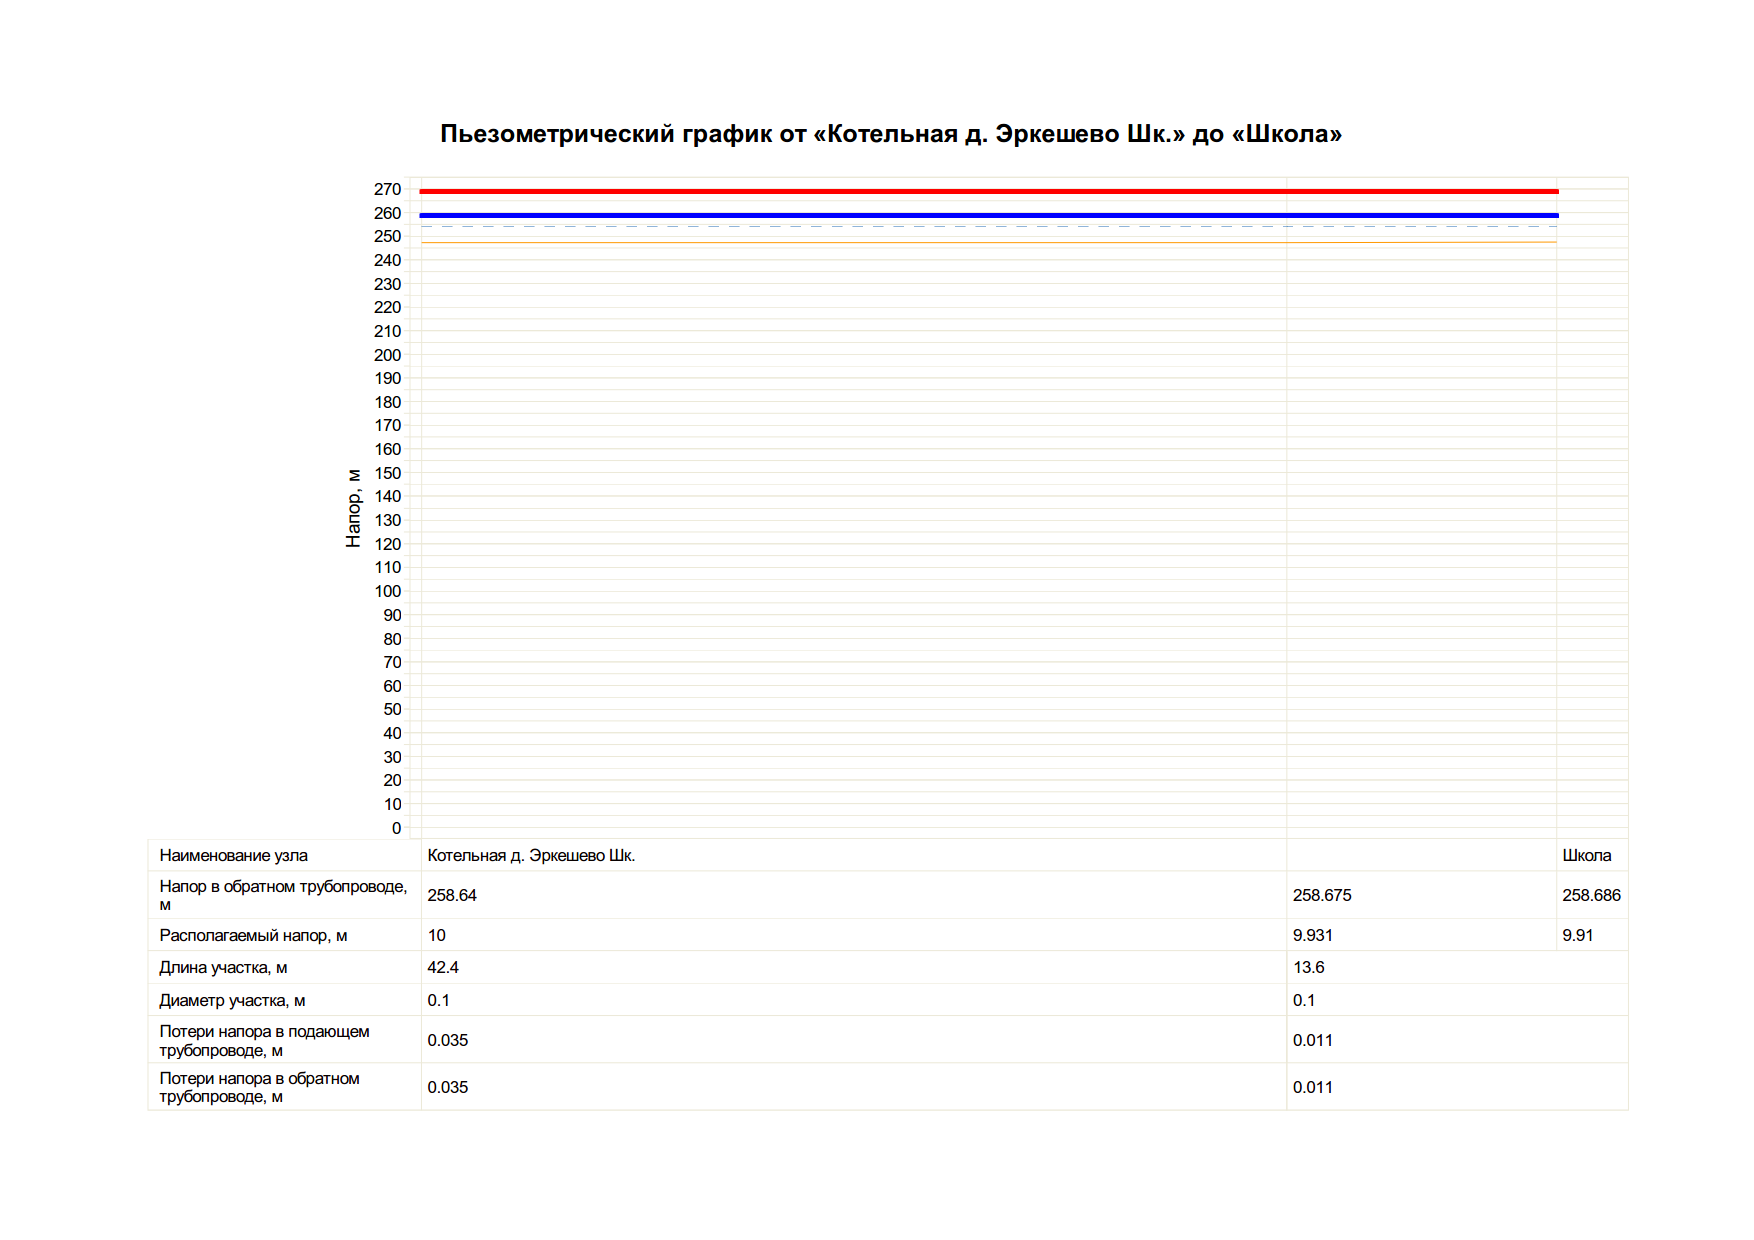 Пьезометрический график от «Котельная д. Эркешево Шк.» до «Школа»
270
260
250
240
230
220
210
200
190
180
170
160
150
140
130
120
110
100
90
80
70
60
50
40
30
20
10
0
Напор, м
Наименование узла Котельная д. Эркешево Шк. Школа
Напор в обратном трубопроводе,
м
258.64 258.675 258.686
Располагаемый напор, м 10 9.931 9.91
Длина участка, м 42.4 13.6
Диаметр участка, м 0.1 0.1
Потери напора в подающем
трубопроводе, м
0.035 0.011
Потери напора в обратном
трубопроводе, м
0.035 0.011